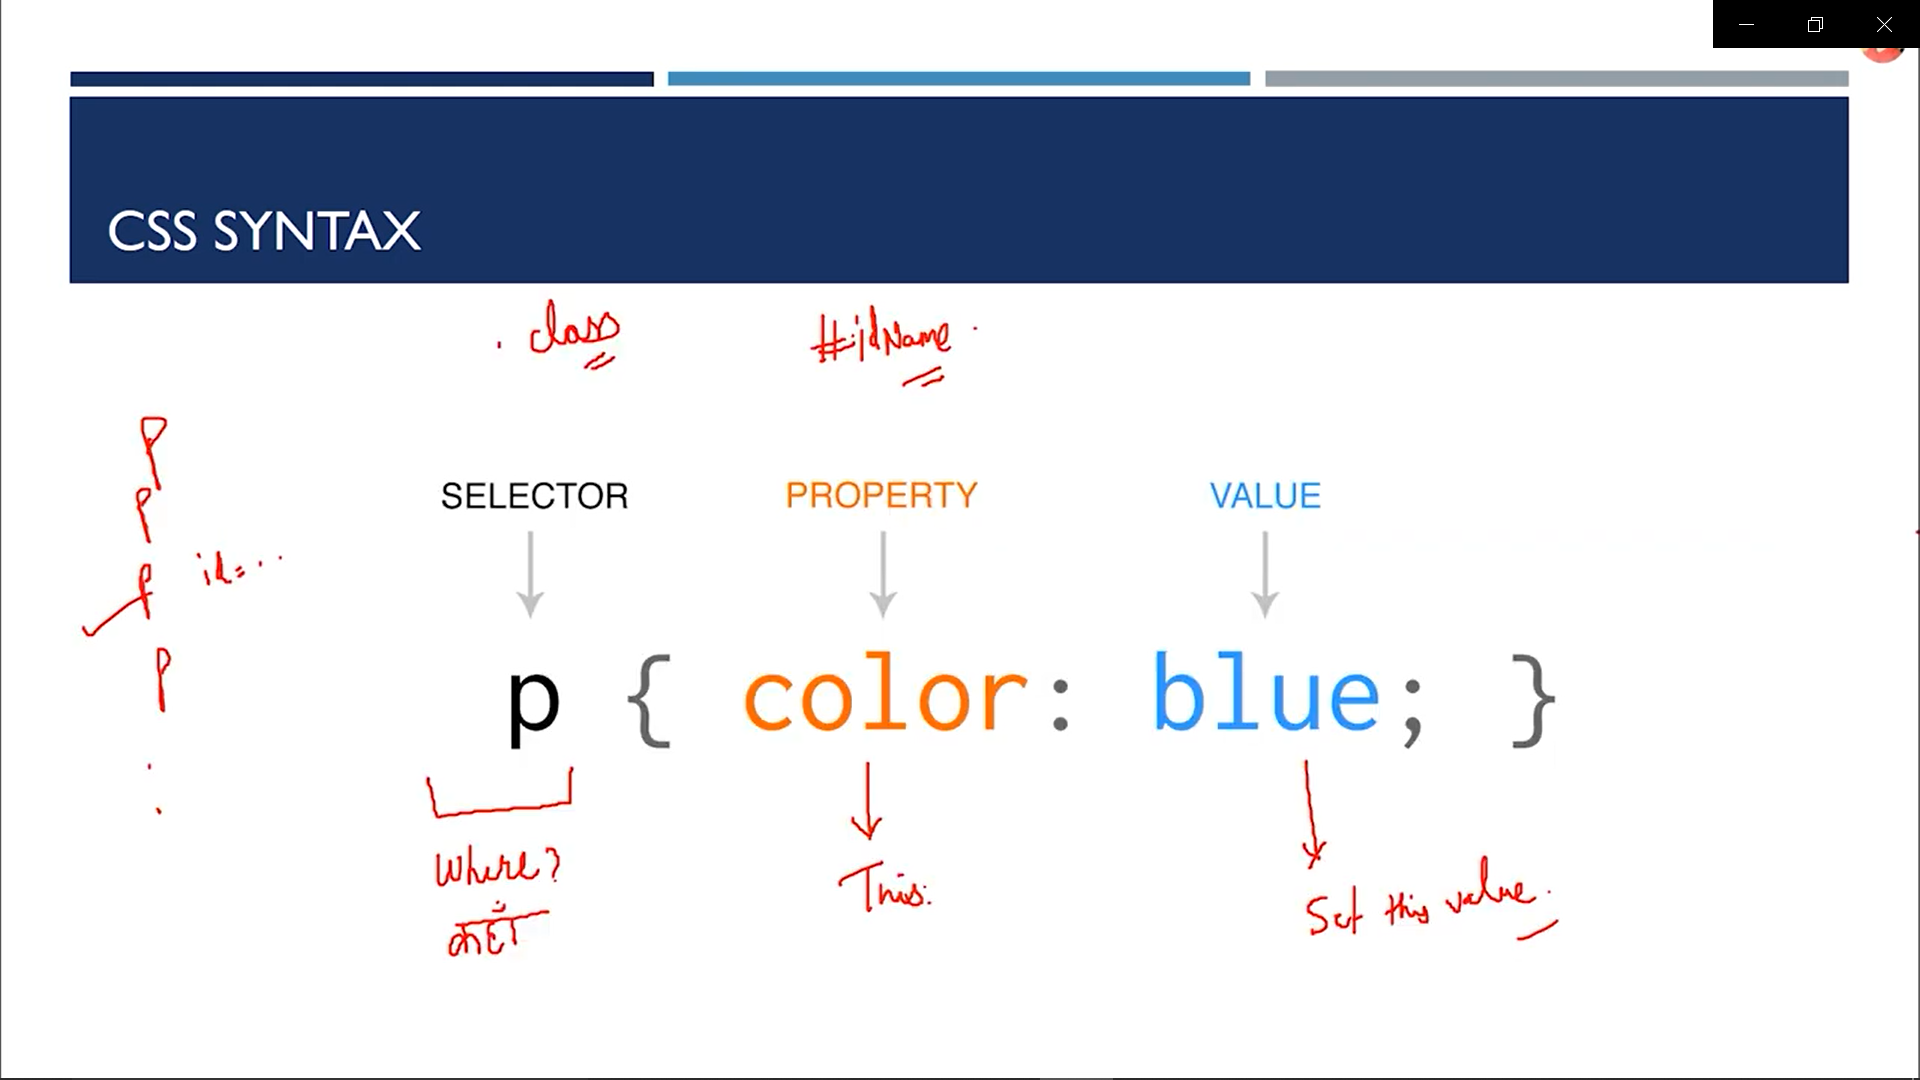 CSS SYNTAX
. class
#idName .
P
P
P id=..
P
.
.
SELECTOR PROPERTY VALUE
p { color: blue; }
Where?
कहाँ
This:
Set this value.